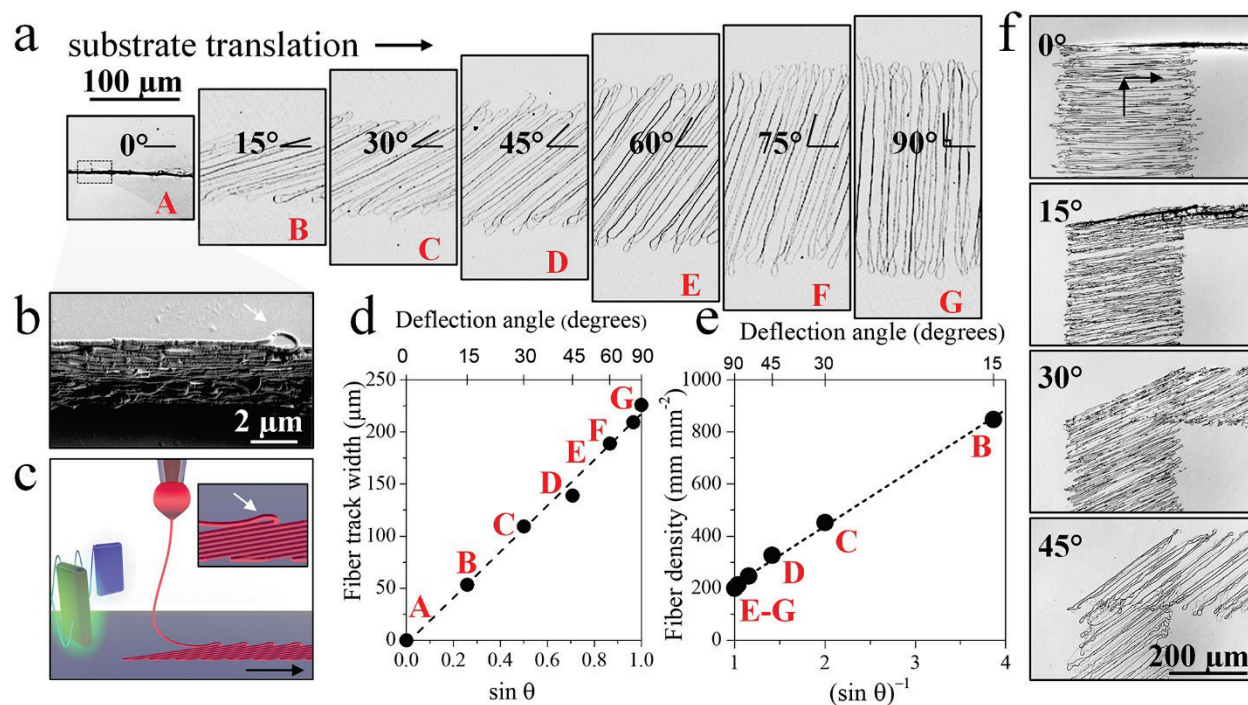 a
substrate translation
100 µm
0°
15°
30°
45°
60°
75°
90°
A
B
C
D
E
F
G
b
2 µm
c
d
Deflection angle (degrees)
0 15 30 45 60 90
Fiber track width (µm)
250
200
150
100
50
0
A
B
C
D
E
F
G
0.0 0.2 0.4 0.6 0.8 1.0
sin θ
e
Deflection angle (degrees)
90 45 30 15
Fiber density (mm mm⁻²)
1000
800
600
400
200
0
B
C
D
E-G
1 2 3 4
(sin θ)⁻¹
f
0°
15°
30°
45°
200 µm